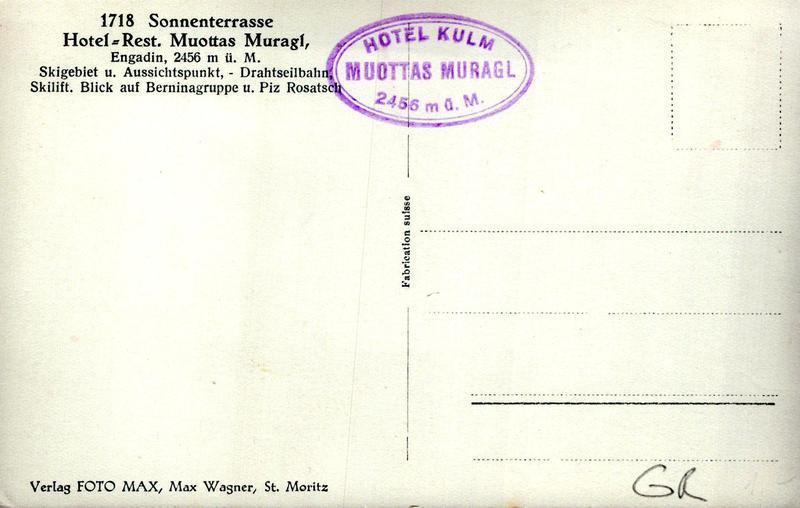 1718 Sonnenterrasse
Hotel=Rest. Muottas Muragl,
Engadin, 2456 m ü. M.
Skigebiet u. Aussichtspunkt, - Drahtseilbahn,
Skilift. Blick auf Berninagruppe u. Piz Rosatsch
HOTEL KULM
MUOTTAS MURAGL
2456 m ü. M.
Fabrication suisse
Verlag FOTO MAX, Max Wagner, St. Moritz
GR